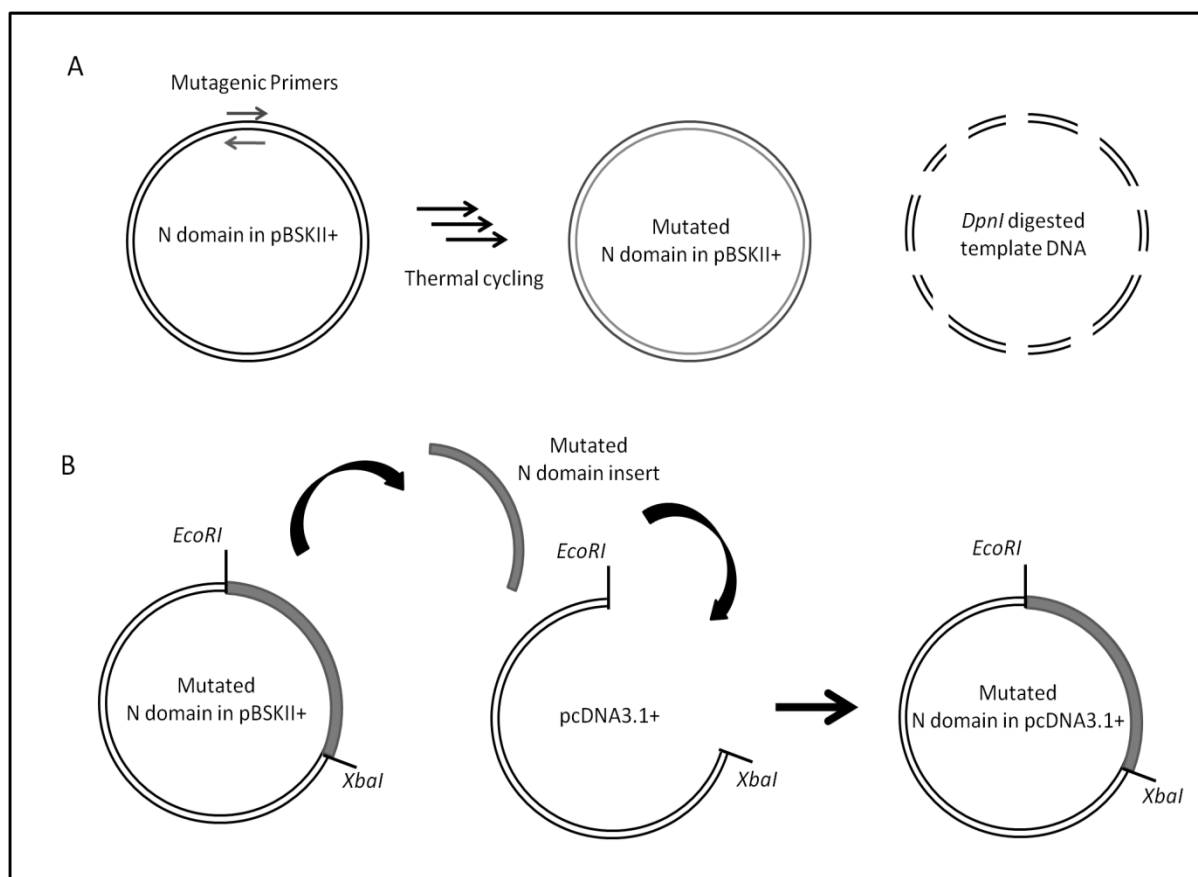 A
Mutagenic Primers
N domain in pBSKII+
Thermal cycling
Mutated
N domain in pBSKII+
DpnI digested
template DNA
B
Mutated
N domain insert
EcoRI
Mutated
N domain in pBSKII+
XbaI
EcoRI
pcDNA3.1+
XbaI
EcoRI
Mutated
N domain in pcDNA3.1+
XbaI